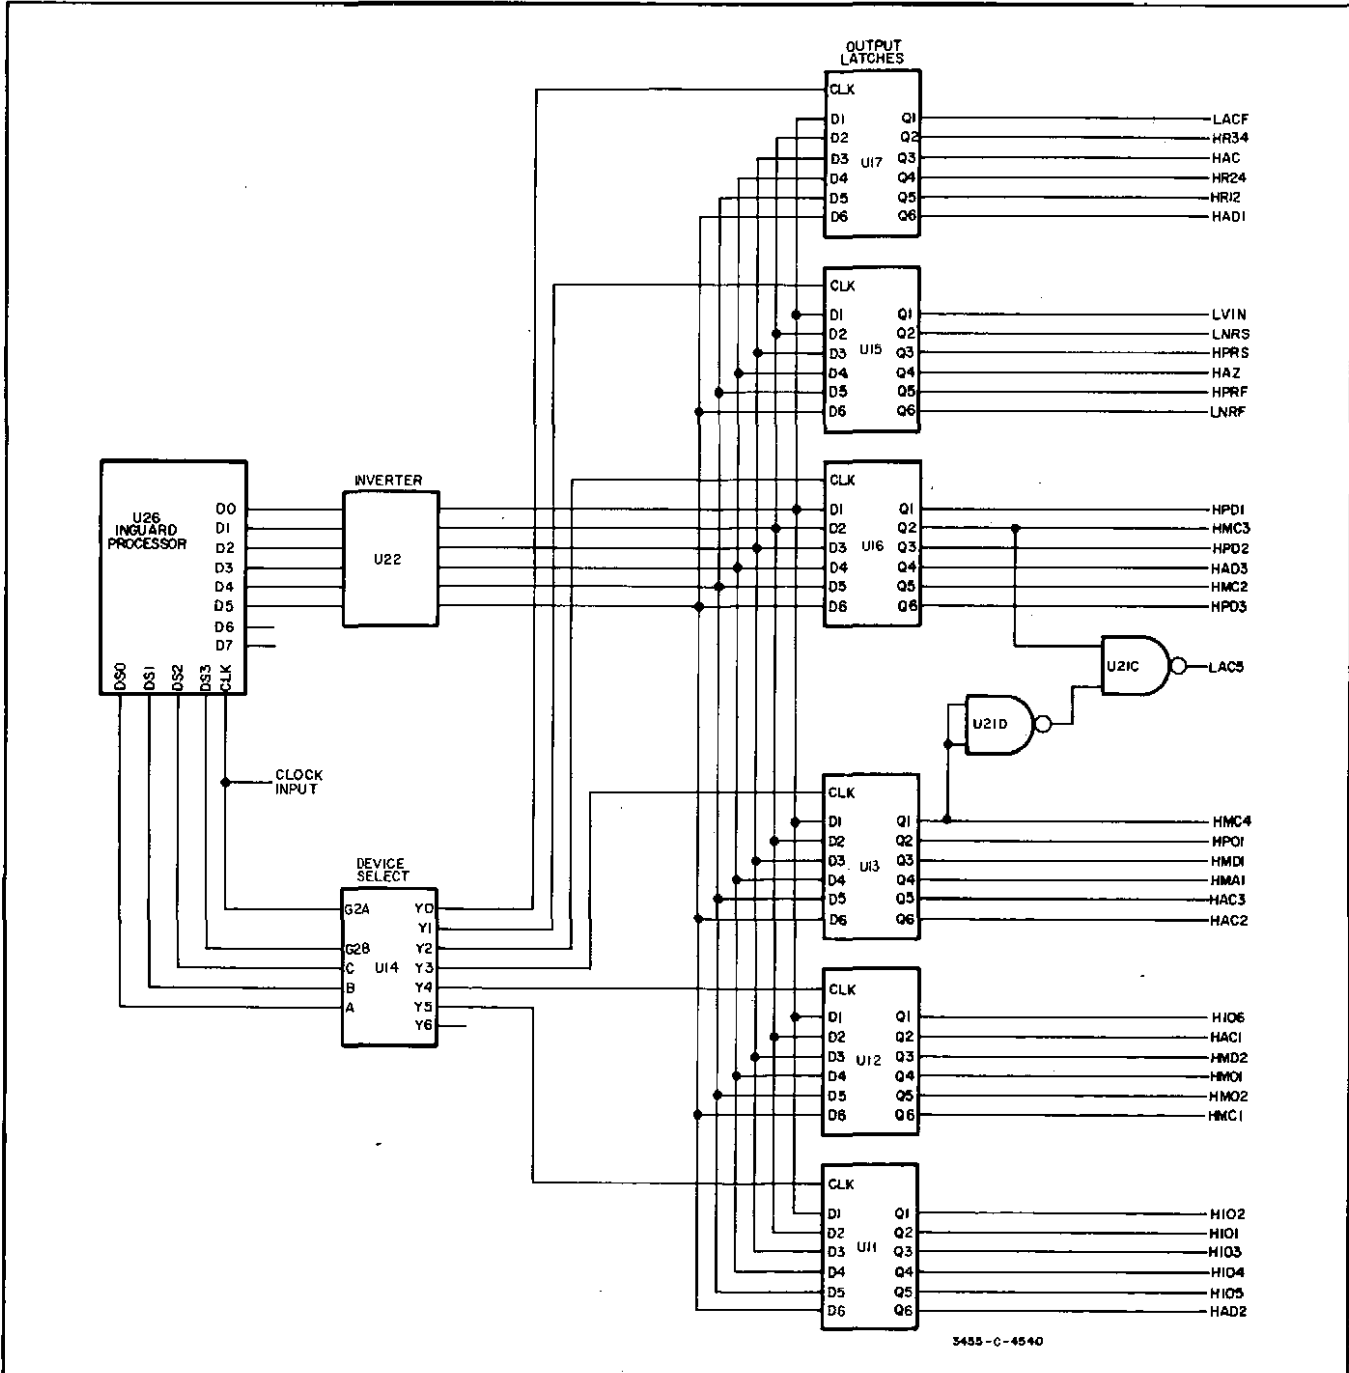 OUTPUT
LATCHES
CLK
D1 Q1 LACF
D2 Q2 HR34
D3 U17 Q3 HAC
D4 Q4 HR24
D5 Q5 HR12
D6 Q6 HAD1
CLK
D1 Q1 LVIN
D2 Q2 LNRS
D3 U15 Q3 HPRS
D4 Q4 HAZ
D5 Q5 HPRF
D6 Q6 LNRF
CLK
D1 Q1 HPD1
D2 Q2 HMC3
D3 U16 Q3 HPD2
D4 Q4 HAD3
D5 Q5 HMC2
D6 Q6 HPD3
U26
INGUARD
PROCESSOR
D0
D1
D2
D3
D4
D5
D6
D7
DS0 DS1 DS2 DS3 CLK
INVERTER
U22
U21C LAC5
U21D
CLOCK
INPUT
CLK
D1 Q1 HMC4
D2 Q2 HPO1
D3 U13 Q3 HMD1
D4 Q4 HMA1
D5 Q5 HAC3
D6 Q6 HAC2
DEVICE
SELECT
G2A Y0
Y1
G2B Y2
C U14 Y3
B Y4
A Y5
Y6
CLK
D1 Q1 HIO6
D2 Q2 HAC1
D3 U12 Q3 HMD2
D4 Q4 HMO1
D5 Q5 HMO2
D6 Q6 HMC1
CLK
D1 Q1 HIO2
D2 Q2 HIO1
D3 U11 Q3 HIO3
D4 Q4 HIO4
D5 Q5 HIO5
D6 Q6 HAD2
3455-C-4540